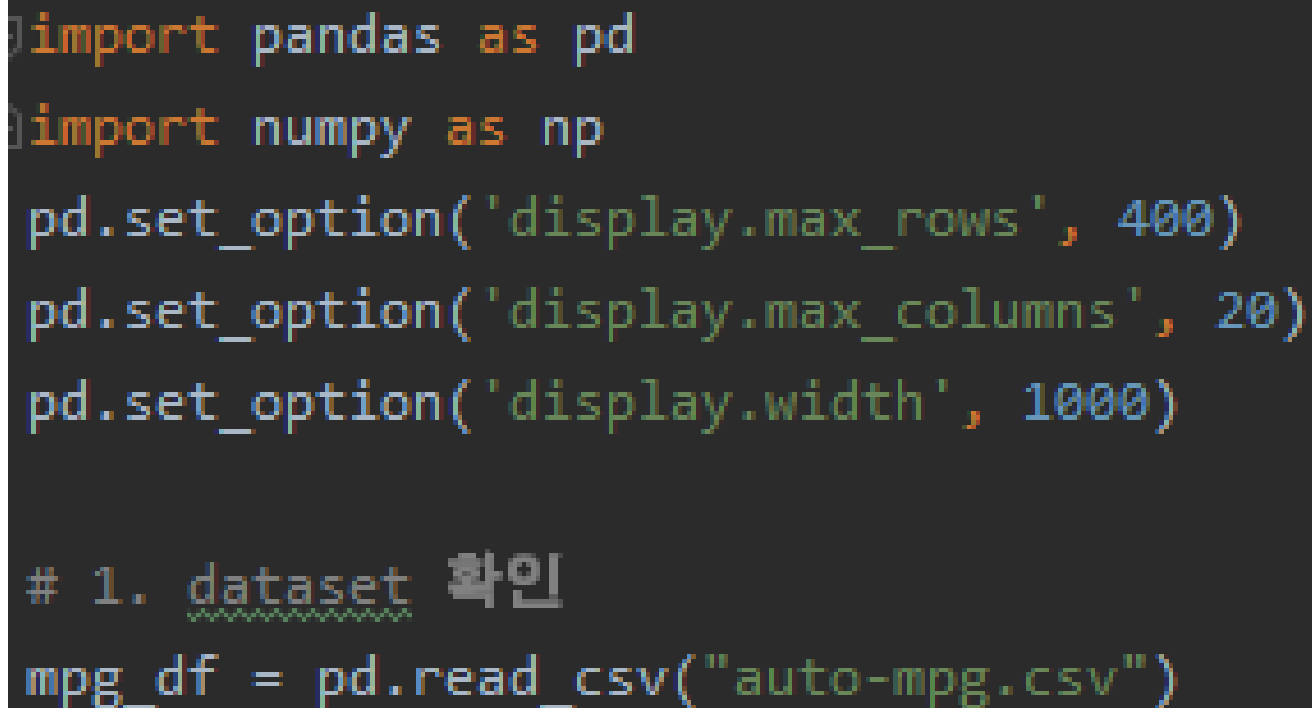 import pandas as pd
import numpy as np
pd.set_option('display.max_rows', 400)
pd.set_option('display.max_columns', 20)
pd.set_option('display.width', 1000)
# 1. dataset 확인
mpg_df = pd.read_csv("auto-mpg.csv")